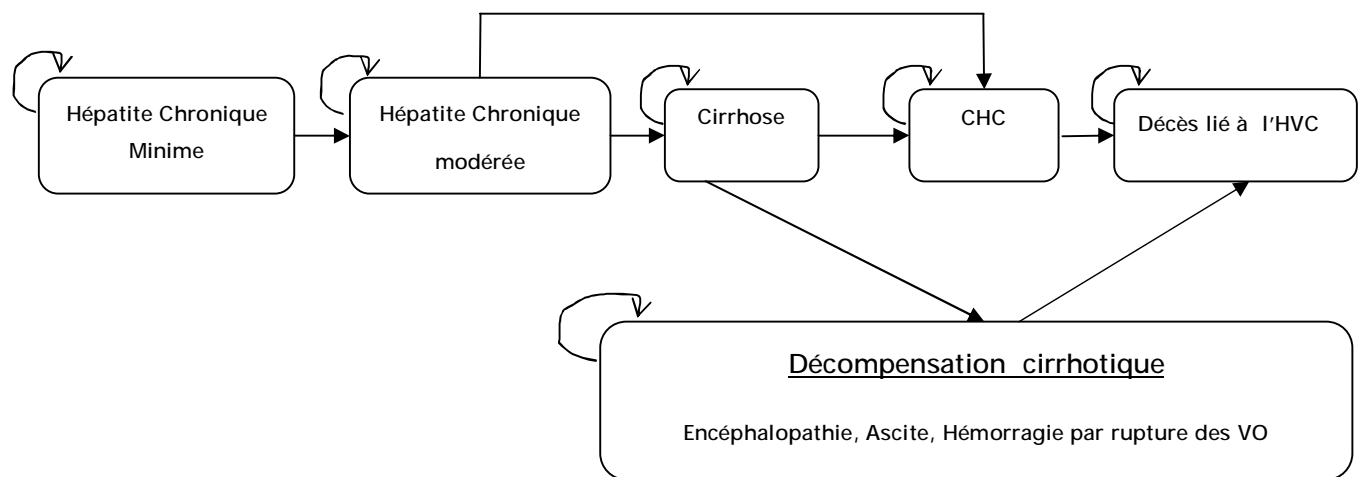 Hépatite Chronique
Minime
Hépatite Chronique
modérée
Cirrhose
CHC
Décès lié à l'HVC
Décompensation cirrhotique
Encéphalopathie, Ascite, Hémorragie par rupture des VO